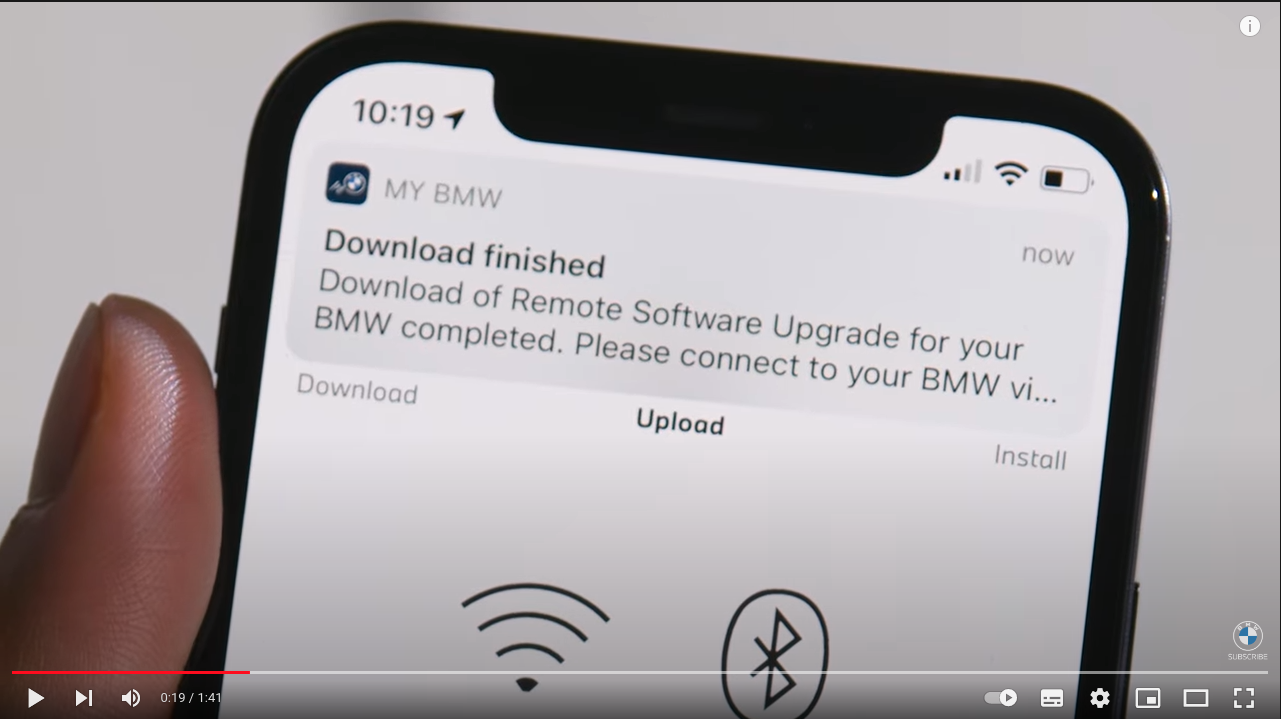 10:19
MY BMW
now
Download finished
Download of Remote Software Upgrade for your
BMW completed. Please connect to your BMW vi...
Download
Upload
Install
BMW
SUBSCRIBE
0:19 / 1:41